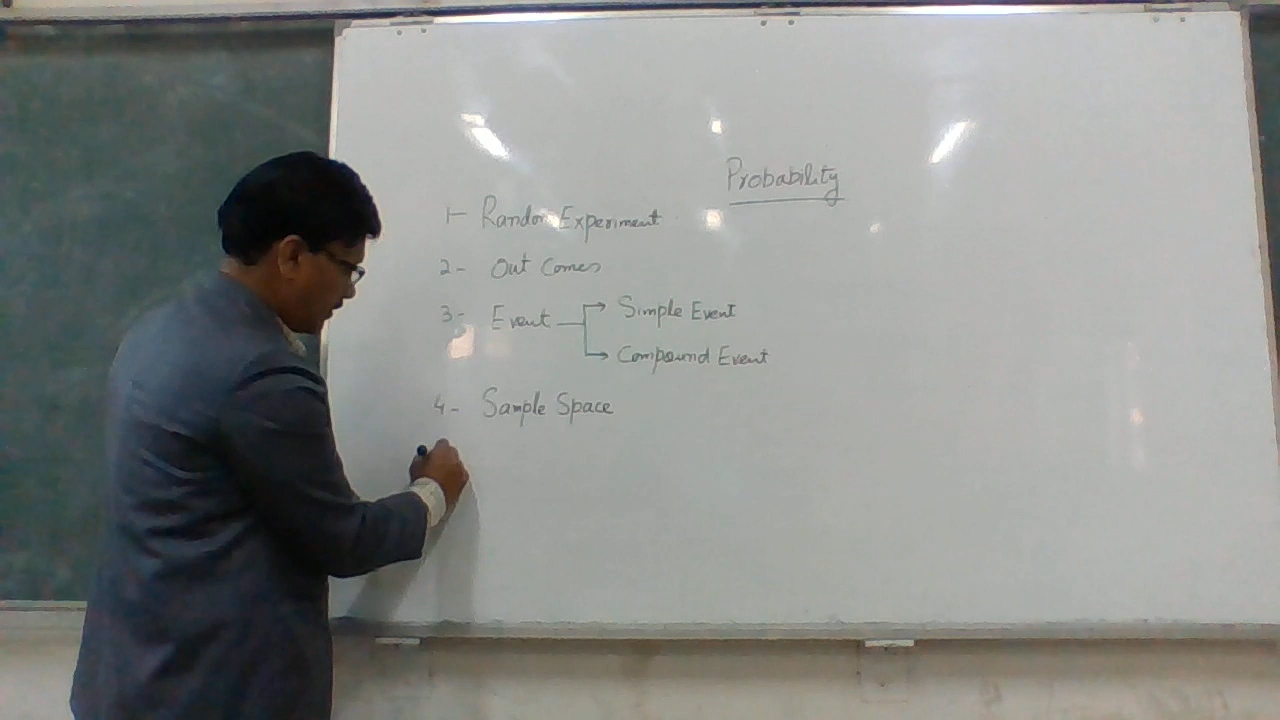 Probability
1- Random Experiment
2- Out Comes
3- Event
Simple Event
Compound Event
4- Sample Space